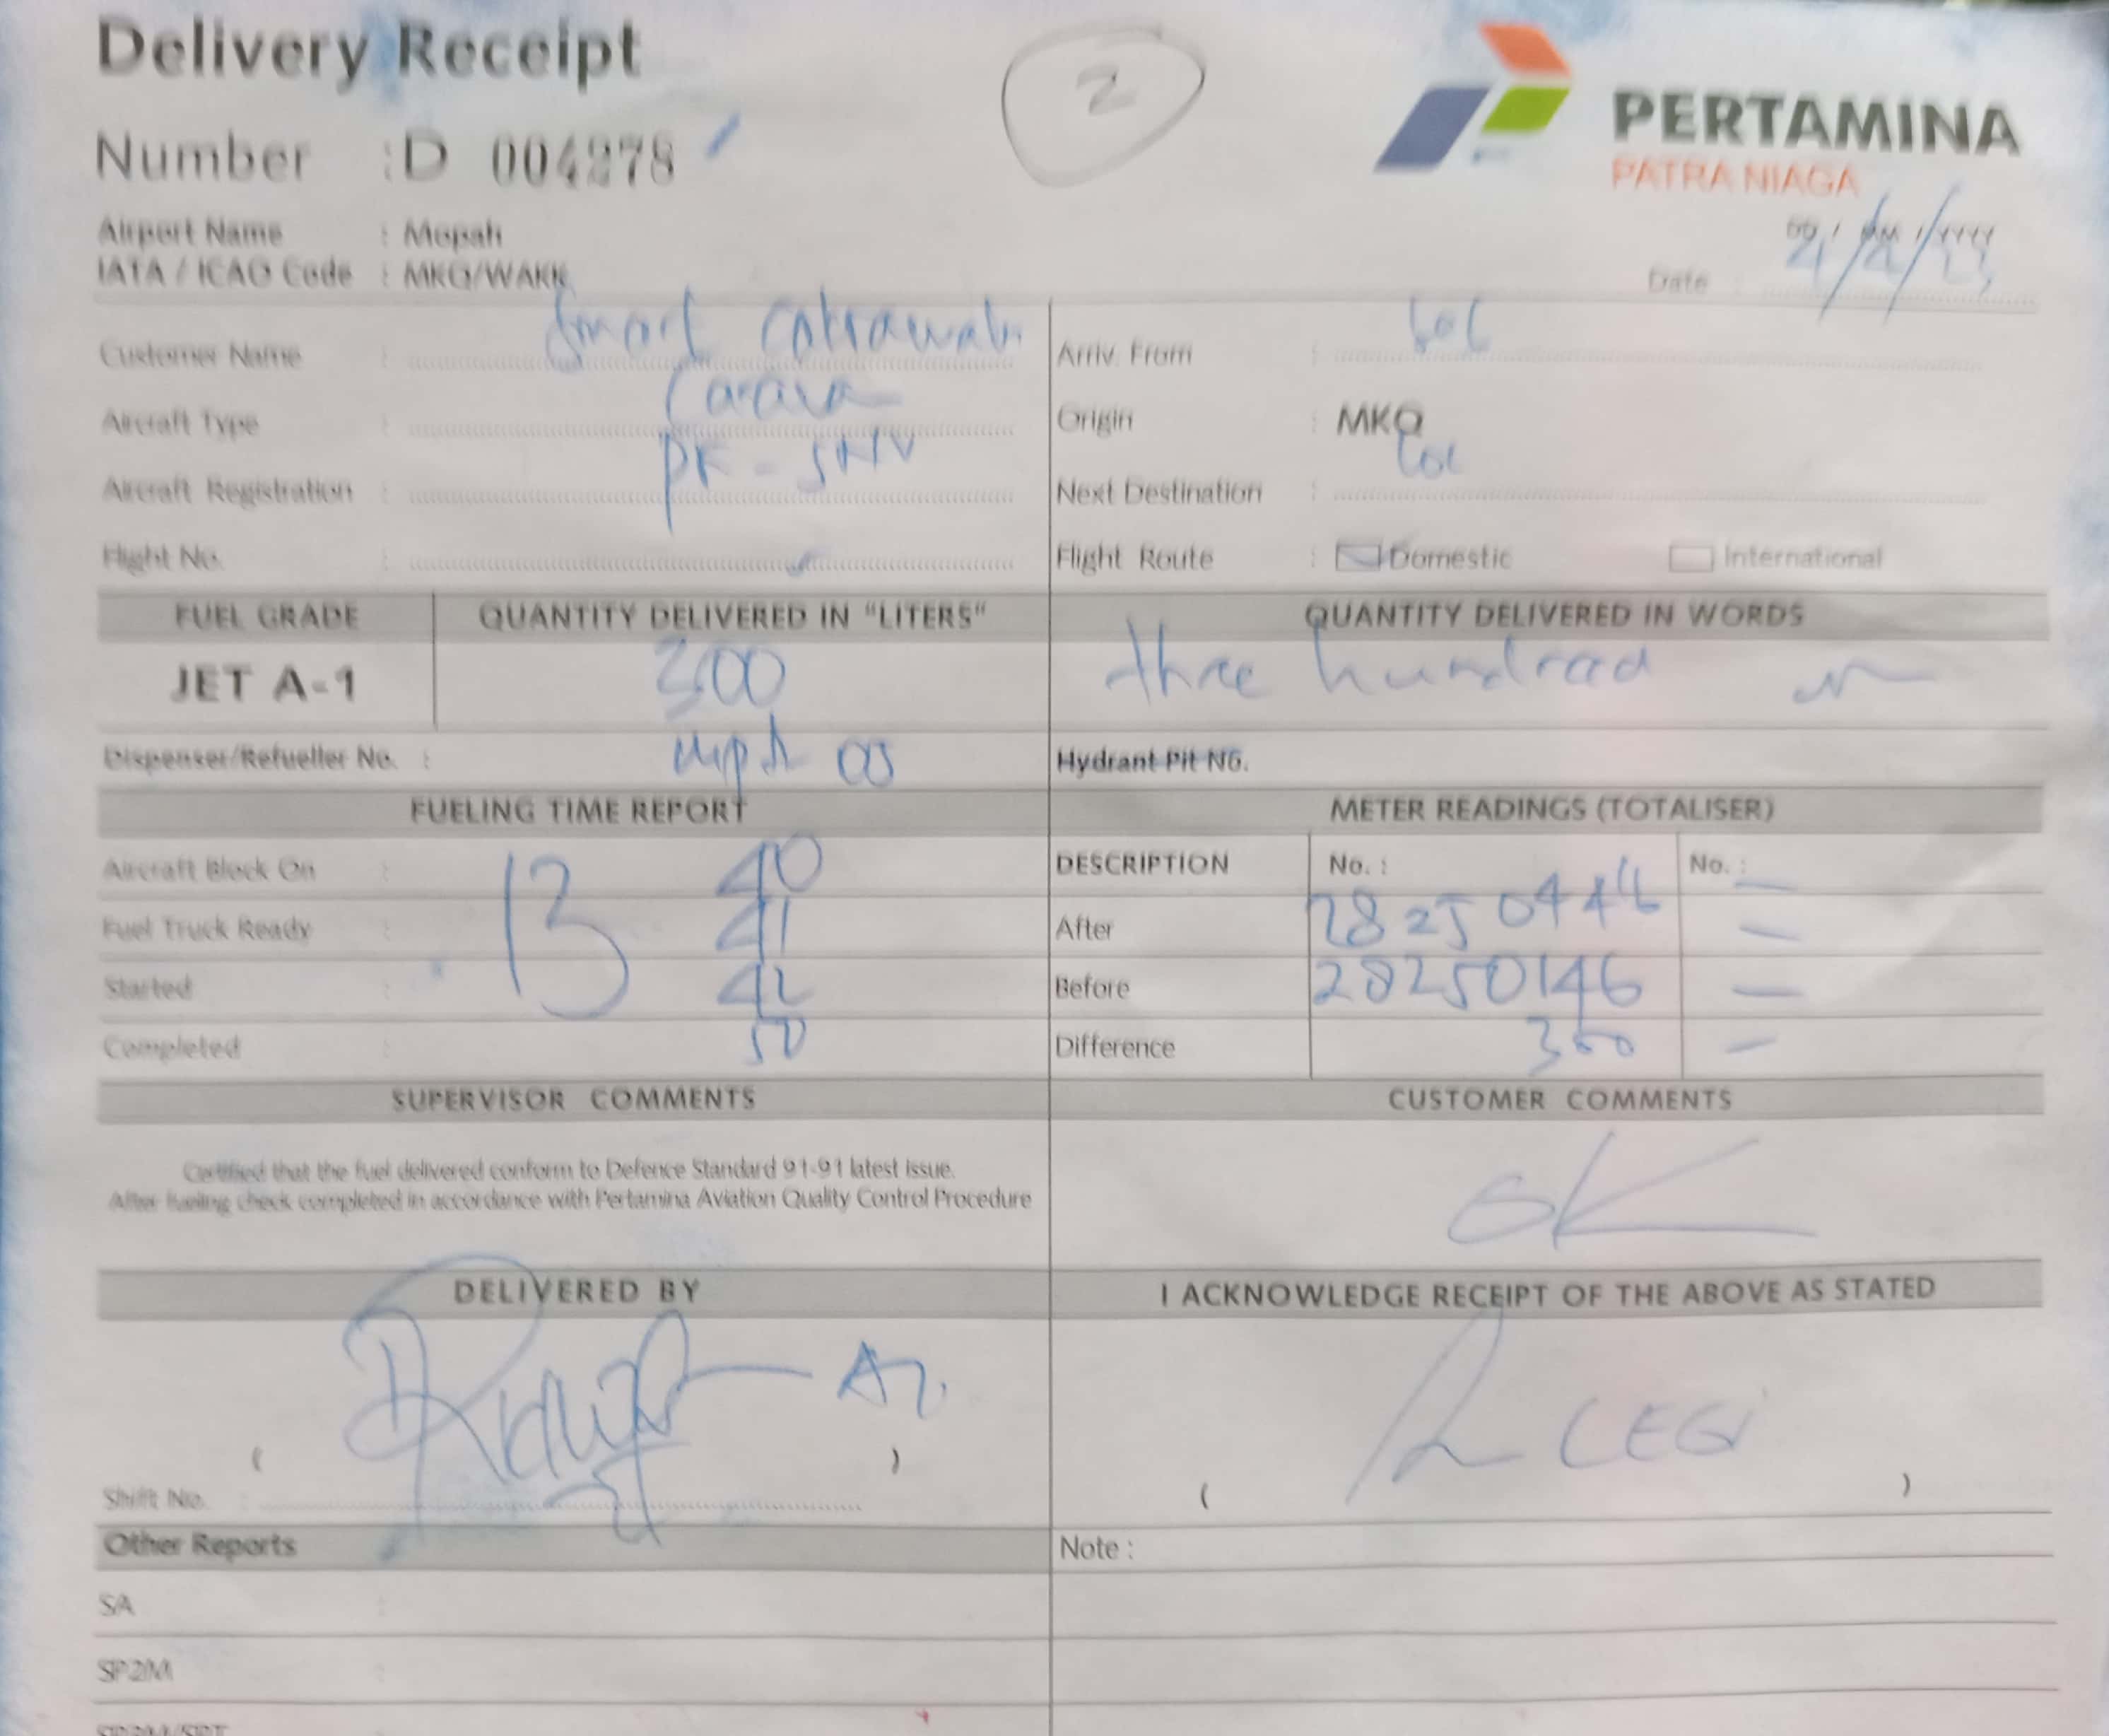 Delivery Receipt
2
PERTAMINA
PATRA NIAGA
Number : D 004278
Airport Name : Mopah
IATA / ICAO Code : MKQ/WAKK
DD / MM / YYYY
Date :
Customer Name : Smart Cakrawala
Arriv. From :
Aircraft Type : Caravan
Origin : MKQ
Aircraft Registration : PK - SNV
Next Destination :
Flight No. :
Flight Route : Domestic International
FUEL GRADE QUANTITY DELIVERED IN "LITERS" QUANTITY DELIVERED IN WORDS
JET A-1 300 three hundred
Dispenser/Refueller No. :
Hydrant Pit NO.
FUELING TIME REPORT METER READINGS (TOTALISER)
Aircraft Block On : 13 40
DESCRIPTION No. : No. : —
Fuel Truck Ready : 41
After 28250446 —
Started : 42
Before 28250146 —
Completed : 50
Difference 300 —
SUPERVISOR COMMENTS CUSTOMER COMMENTS
Certified that the fuel delivered conform to Defence Standard 91-91 latest issue.
After fueling check completed in accordance with Pertamina Aviation Quality Control Procedure
OK
DELIVERED BY I ACKNOWLEDGE RECEIPT OF THE ABOVE AS STATED
LEGI
( )
( )
Shift No. :
Other Reports Note :
SA :
SP2M :